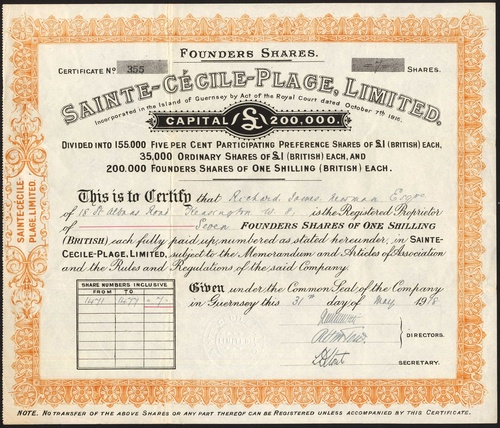 FOUNDERS SHARES.
CERTIFICATE No 355 =7= SHARES.
SAINTE-CÉCILE-PLAGE, LIMITED.
Incorporated in the Island of Guernsey by Act of the Royal Court dated October 7th 1916.
CAPITAL £ 200.000.
DIVIDED INTO 155,000 FIVE PER CENT PARTICIPATING PREFERENCE SHARES OF £1 (BRITISH) EACH,
35,000 ORDINARY SHARES OF £1 (BRITISH) EACH, AND
200.000 FOUNDERS SHARES OF ONE SHILLING (BRITISH) EACH.
This is to Certify that Richard James Newman Esqre
of 18 St Albans Road Kensington W.8. is the Registered Proprietor
of Seven FOUNDERS SHARES OF ONE SHILLING
(BRITISH) each fully paid up, numbered as stated hereunder, in SAINTE-
CECILE-PLAGE, LIMITED, subject to the Memorandum and Articles of Association
and the Rules and Regulations of the said Company.
SHARE NUMBERS INCLUSIVE
FROM TO
1471 1477 =7=
Given under the Common Seal of the Company
in Guernsey this 31st day of May 1918
DIRECTORS.
SECRETARY.
SAINTE-CÉCILE
PLAGE, LIMITED.
NOTE. NO TRANSFER OF THE ABOVE SHARES OR ANY PART THEREOF CAN BE REGISTERED UNLESS ACCOMPANIED BY THIS CERTIFICATE.